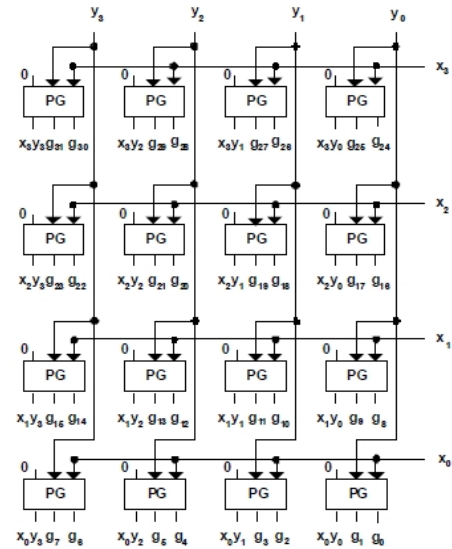 y₃ y₂ y₁ y₀
x₃
0 0 0 0
PG PG PG PG
x₃y₃g₃₁ g₃₀ x₃y₂ g₂₉ g₂₈ x₃y₁ g₂₇ g₂₆ x₃y₀ g₂₅ g₂₄
x₂
0 0 0 0
PG PG PG PG
x₂y₃g₂₃ g₂₂ x₂y₂ g₂₁ g₂₀ x₂y₁ g₁₉ g₁₈ x₂y₀ g₁₇ g₁₆
x₁
0 0 0 0
PG PG PG PG
x₁y₃ g₁₅ g₁₄ x₁y₂ g₁₃ g₁₂ x₁y₁ g₁₁ g₁₀ x₁y₀ g₉ g₈
x₀
0 0 0 0
PG PG PG PG
x₀y₃ g₇ g₆ x₀y₂ g₅ g₄ x₀y₁ g₃ g₂ x₀y₀ g₁ g₀